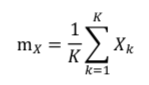 m_X = \frac{1}{K} \sum_{k=1}^{K} X_k